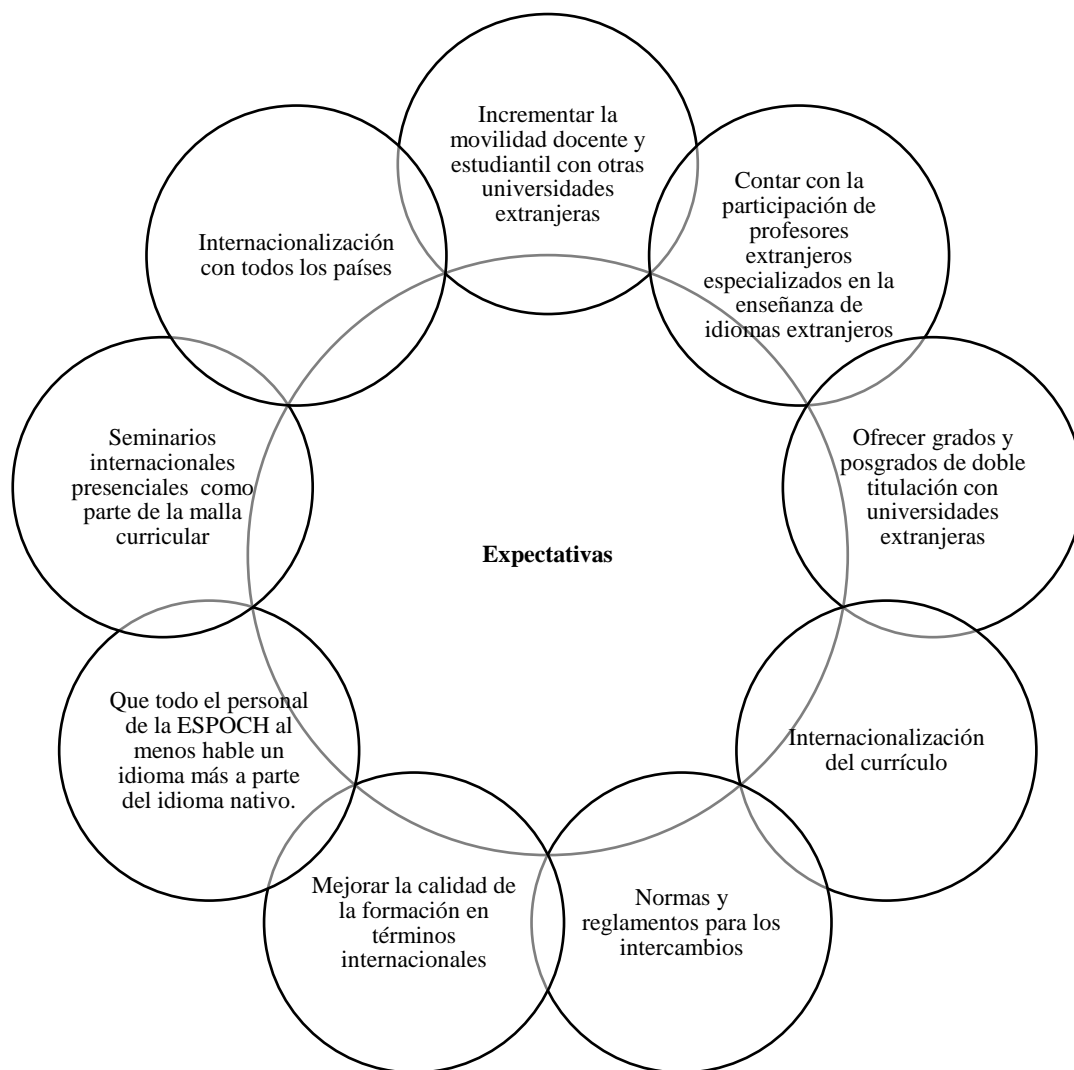 Incrementar la
movilidad docente y
estudiantil con otras
universidades
extranjeras
Contar con la
participación de
profesores
extranjeros
especializados en la
enseñanza de
idiomas extranjeros
Ofrecer grados y
posgrados de doble
titulación con
universidades
extranjeras
Internacionalización
del currículo
Normas y
reglamentos para los
intercambios
Mejorar la calidad de
la formación en
términos
internacionales
Que todo el personal
de la ESPOCH al
menos hable un
idioma más a parte
del idioma nativo.
Seminarios
internacionales
presenciales como
parte de la malla
curricular
Internacionalización
con todos los países
Expectativas